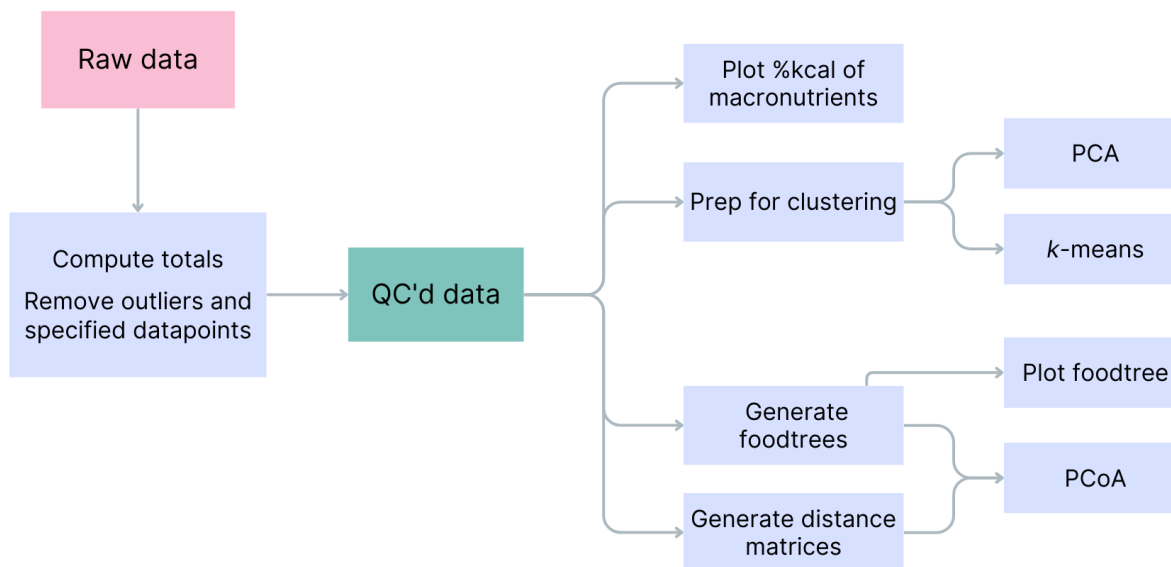 Raw data
Compute totals
Remove outliers and
specified datapoints
QC'd data
Plot %kcal of
macronutrients
Prep for clustering
PCA
k-means
Generate
foodtrees
Plot foodtree
Generate distance
matrices
PCoA